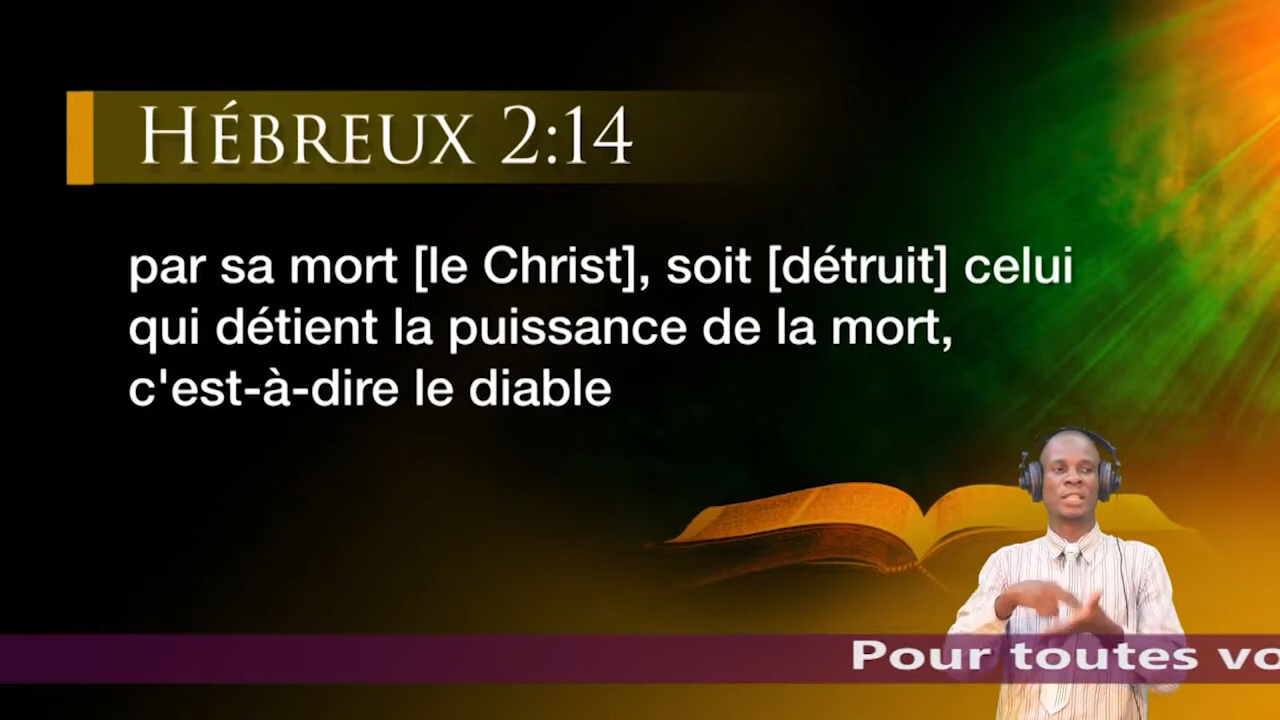 HÉBREUX 2:14
par sa mort [le Christ], soit [détruit] celui
qui détient la puissance de la mort,
c'est-à-dire le diable
Pour toutes